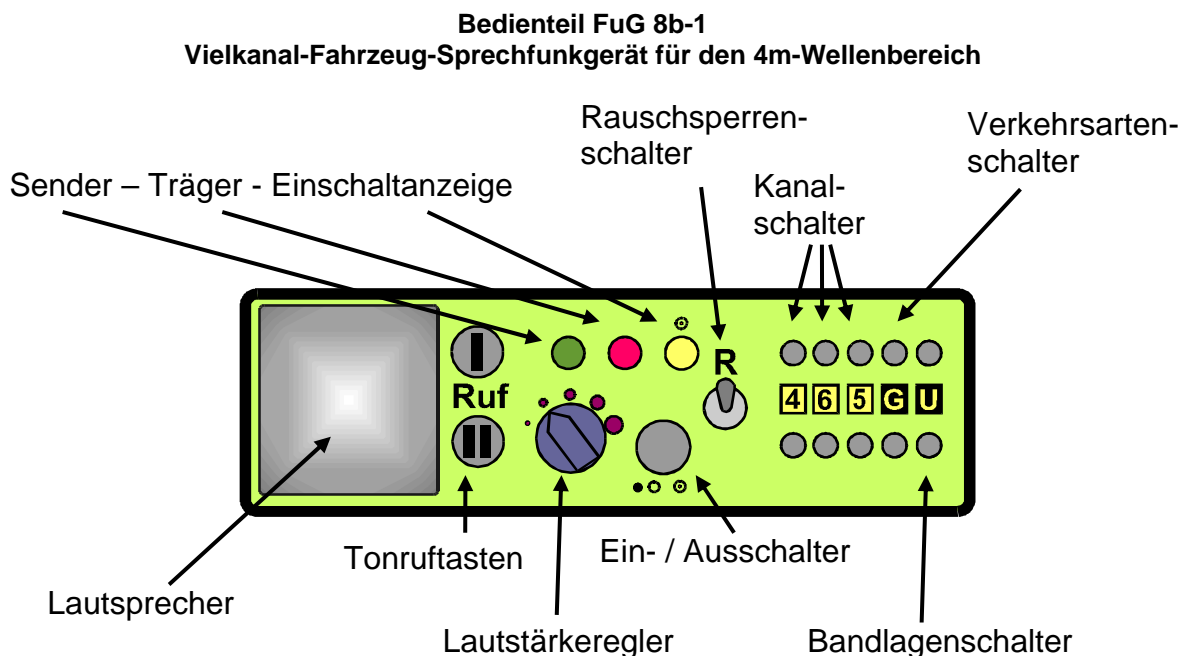 Bedienteil FuG 8b-1
Vielkanal-Fahrzeug-Sprechfunkgerät für den 4m-Wellenbereich
Rauschsperren-
schalter
Verkehrsarten-
schalter
Kanal-
schalter
Sender – Träger - Einschaltanzeige
I
R
Ruf
4 6 5 G U
II
Tonruftasten
Ein- / Ausschalter
Lautsprecher
Lautstärkeregler
Bandlagenschalter